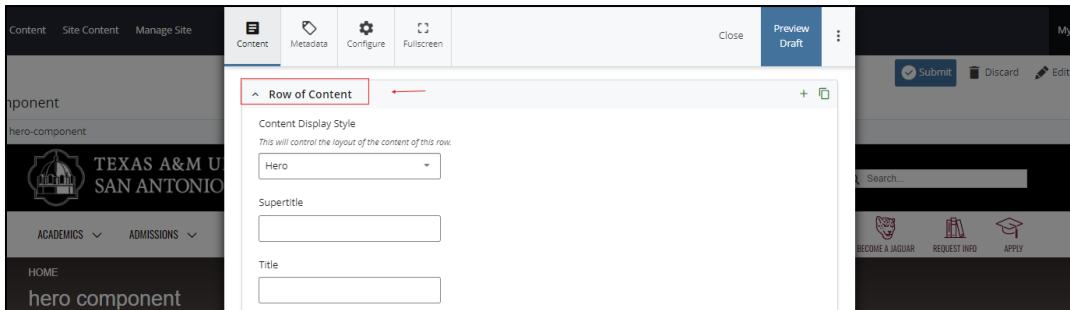 Content Site Content Manage Site
Content Metadata Configure Fullscreen
Close
Preview
Draft
My
Submit Discard Edit
nponent
hero-component
Row of Content
Content Display Style
This will control the layout of the content of this row.
Hero
Supertitle
Title
TEXAS A&M U
SAN ANTONIO
Search...
ACADEMICS ADMISSIONS
BECOME A JAGUAR REQUEST INFO APPLY
HOME
hero component